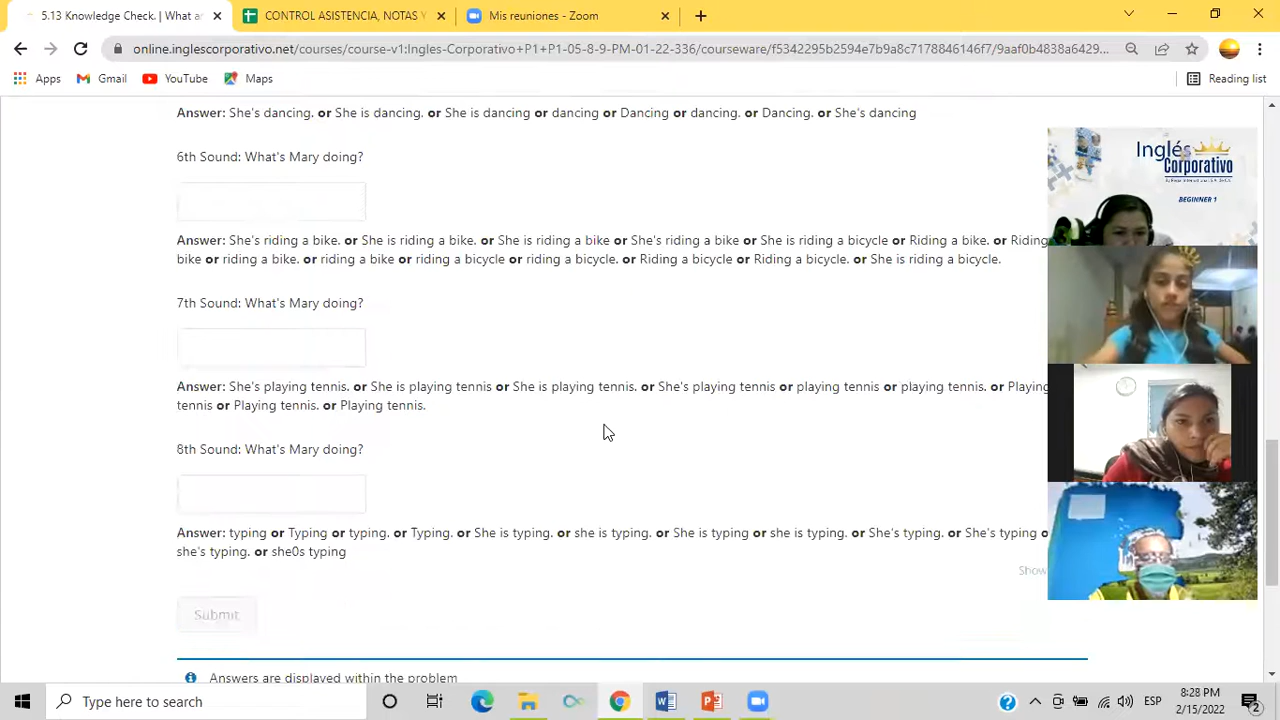 5.13 Knowledge Check. | What a
CONTROL ASISTENCIA, NOTAS Y
Mis reuniones - Zoom
online.inglescorporativo.net/courses/course-v1:Ingles-Corporativo+P1+P1-05-8-9-PM-01-22-336/courseware/f5342295b2594e7b9a8c7178846146f7/9aaf0b4838a6429...
Apps
Gmail
YouTube
Maps
Reading list
Answer: She's dancing. or She is dancing. or She is dancing or dancing or Dancing or dancing. or Dancing. or She's dancing
6th Sound: What's Mary doing?
Answer: She's riding a bike. or She is riding a bike. or She is riding a bike or She's riding a bike or She is riding a bicycle or Riding a bike. or Riding
bike or riding a bike. or riding a bike or riding a bicycle or riding a bicycle. or Riding a bicycle or Riding a bicycle. or She is riding a bicycle.
7th Sound: What's Mary doing?
Answer: She's playing tennis. or She is playing tennis or She is playing tennis. or She's playing tennis or playing tennis or playing tennis. or Playing
tennis or Playing tennis. or Playing tennis.
8th Sound: What's Mary doing?
Answer: typing or Typing or typing. or Typing. or She is typing. or she is typing. or She is typing or she is typing. or She's typing. or She's typing o
she's typing. or she0s typing
Show
Submit
Answers are displayed within the problem
Inglés
Corporativo
BEGINNER 1
Type here to search
ESP
8:28 PM
2/15/2022
2